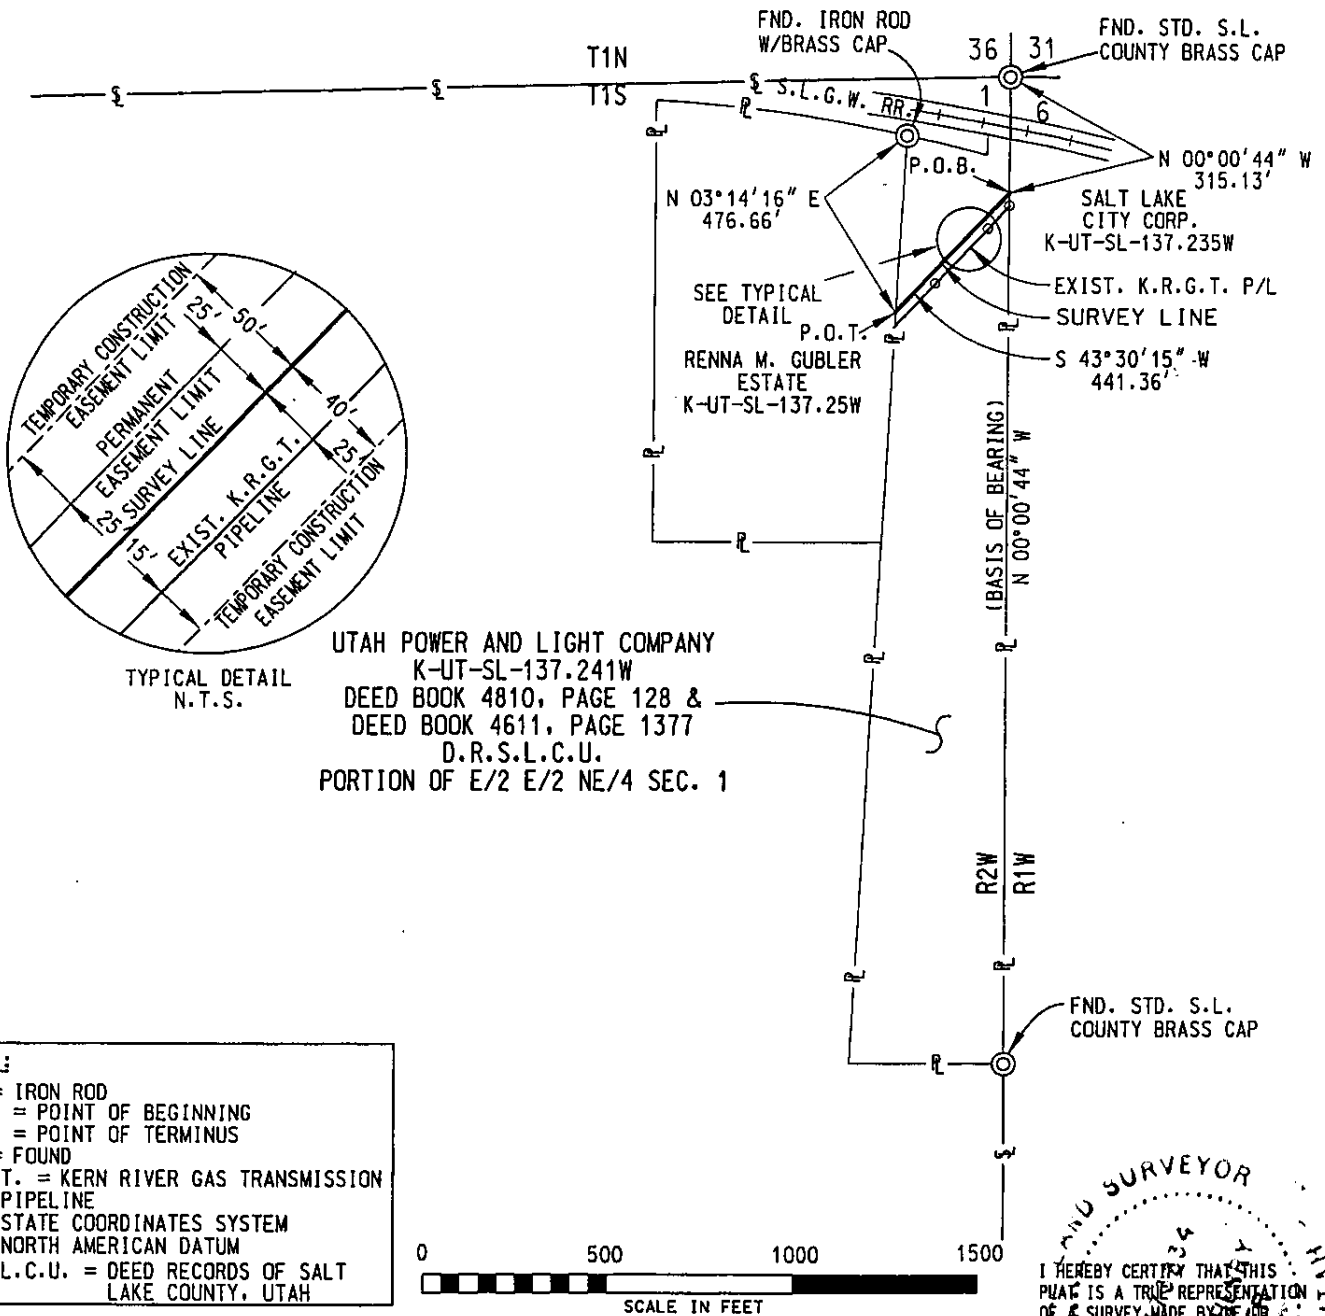 FND. IRON ROD
W/BRASS CAP
36 31
FND. STD. S.L.
COUNTY BRASS CAP
T1N
T1S
S.L.G.W. RR.
1
6
P.O.B.
N 00°00'44" W
315.13'
N 03°14'16" E
476.66'
SALT LAKE
CITY CORP.
K-UT-SL-137.235W
SEE TYPICAL
DETAIL
EXIST. K.R.G.T. P/L
SURVEY LINE
P.O.T.
RENNA M. GUBLER
ESTATE
K-UT-SL-137.25W
S 43°30'15" W
441.36'
(BASIS OF BEARING)
N 00°00'44" W
TEMPORARY CONSTRUCTION
EASEMENT LIMIT
25'
50'
PERMANENT
EASEMENT LIMIT
SURVEY LINE
40'
25'
25'
15'
EXIST. K.R.G.T.
PIPELINE
TEMPORARY CONSTRUCTION
EASEMENT LIMIT
TYPICAL DETAIL
N.T.S.
UTAH POWER AND LIGHT COMPANY
K-UT-SL-137.241W
DEED BOOK 4810, PAGE 128 &
DEED BOOK 4611, PAGE 1377
D.R.S.L.C.U.
PORTION OF E/2 E/2 NE/4 SEC. 1
R2W
R1W
FND. STD. S.L.
COUNTY BRASS CAP
= IRON ROD
= POINT OF BEGINNING
= POINT OF TERMINUS
= FOUND
T. = KERN RIVER GAS TRANSMISSION
PIPELINE
STATE COORDINATES SYSTEM
NORTH AMERICAN DATUM
L.C.U. = DEED RECORDS OF SALT
LAKE COUNTY, UTAH
0 500 1000 1500
SCALE IN FEET
SURVEYOR
I HEREBY CERTIFY THAT THIS
PLAT IS A TRUE REPRESENTATION
OF A SURVEY MADE BY